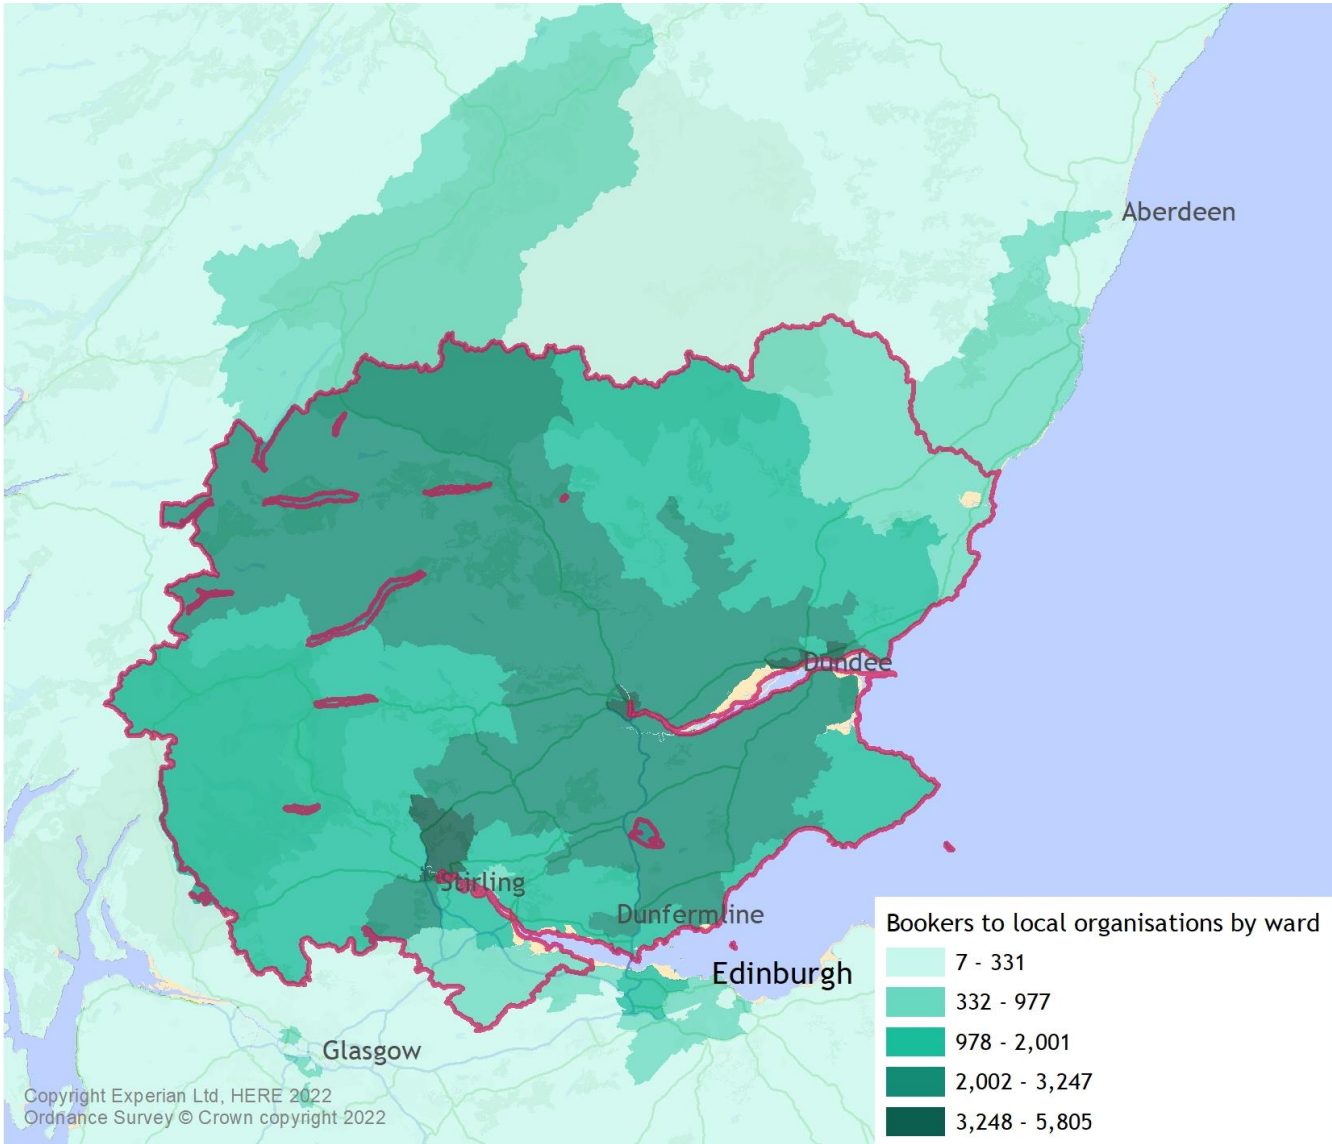 Aberdeen
Dundee
Stirling
Dunfermline
Edinburgh
Glasgow
Bookers to local organisations by ward
7 - 331
332 - 977
978 - 2,001
2,002 - 3,247
3,248 - 5,805
Copyright Experian Ltd, HERE 2022
Ordnance Survey © Crown copyright 2022